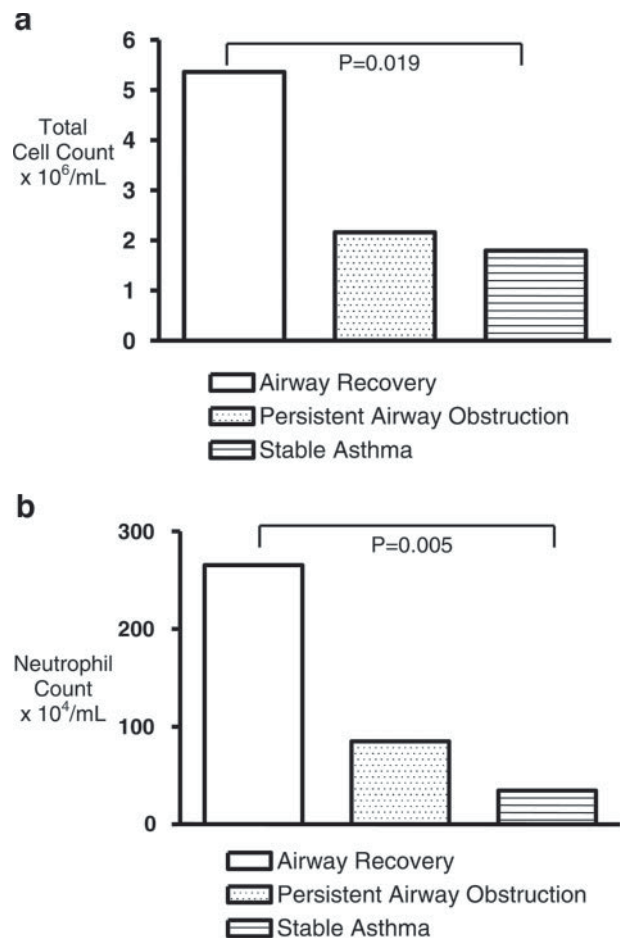 a
6
5
4
3
2
1
0
Total
Cell Count
x 10⁶/mL
P=0.019
Airway Recovery
Persistent Airway Obstruction
Stable Asthma
b
300
200
100
0
Neutrophil
Count
x 10⁴/mL
P=0.005
Airway Recovery
Persistent Airway Obstruction
Stable Asthma